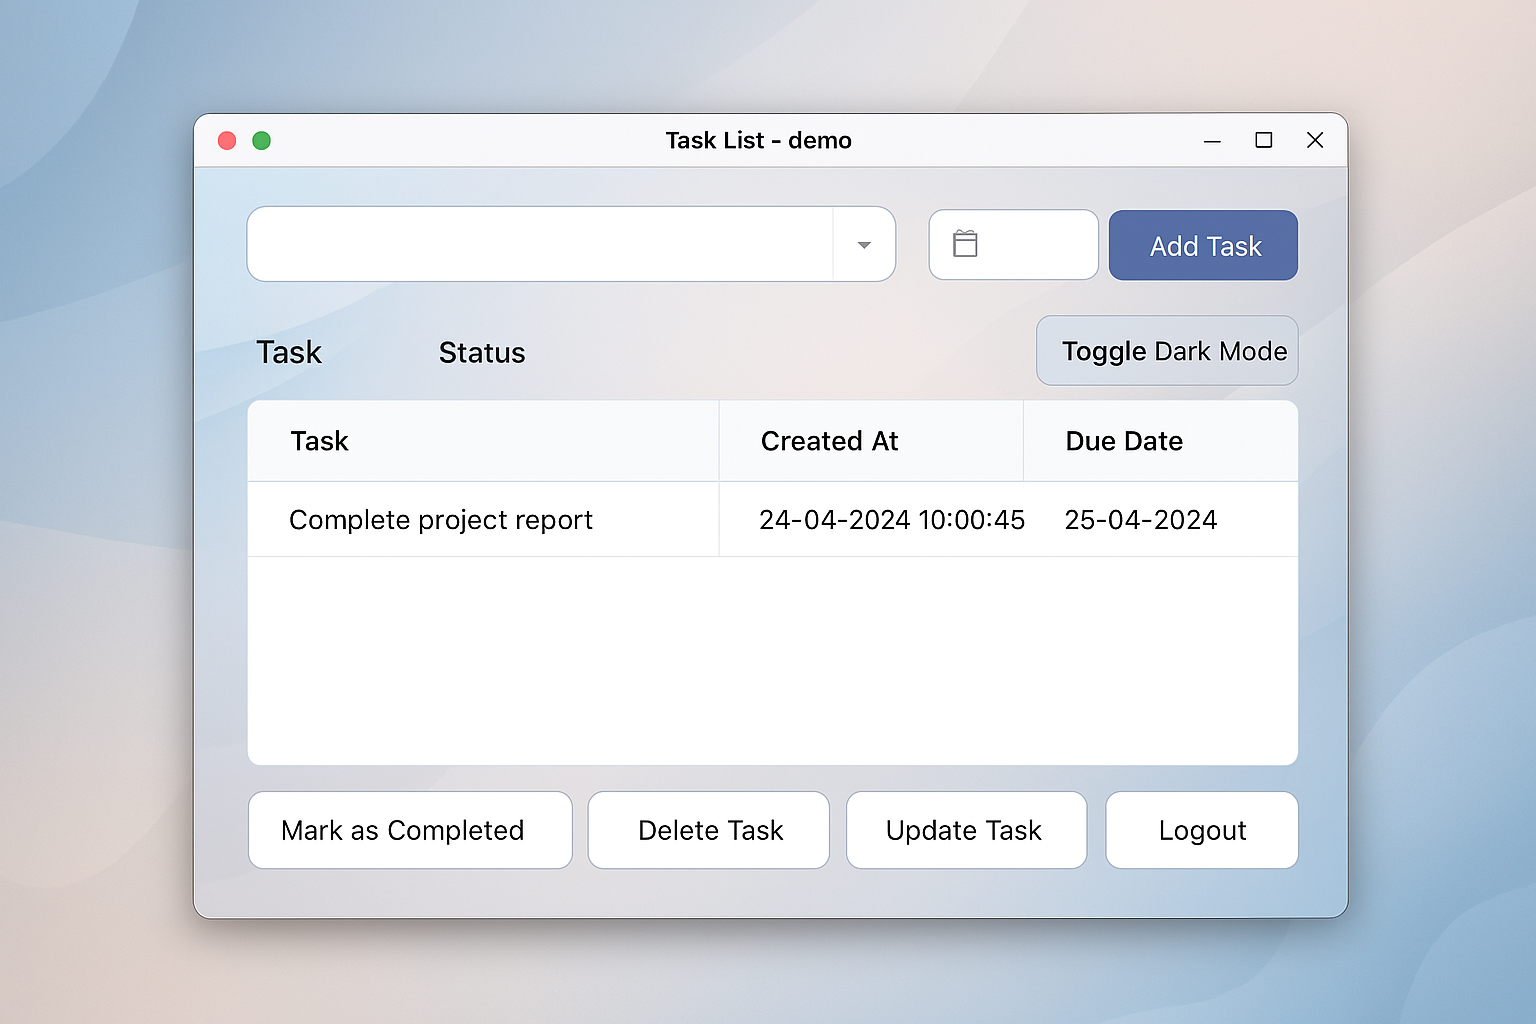 Task List - demo
Add Task
Task Status Toggle Dark Mode
Task Created At Due Date
Complete project report 24-04-2024 10:00:45 25-04-2024
Mark as Completed Delete Task Update Task Logout